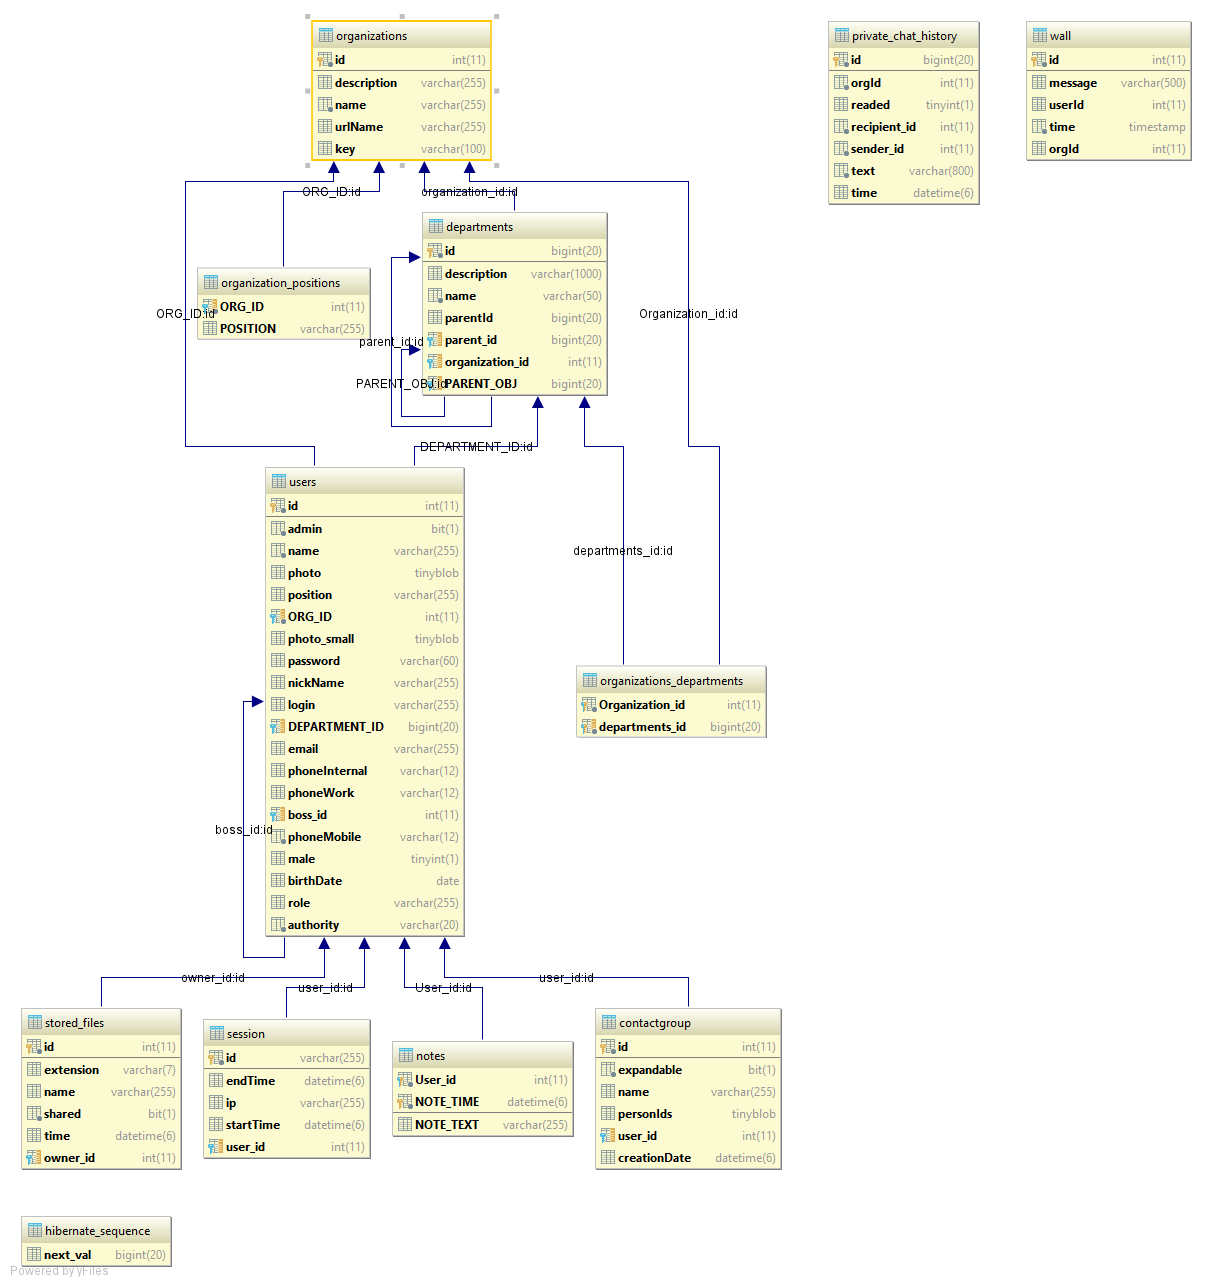 organizations
id int(11)
description varchar(255)
name varchar(255)
urlName varchar(255)
key varchar(100)
private_chat_history
id bigint(20)
orgId int(11)
readed tinyint(1)
recipient_id int(11)
sender_id int(11)
text varchar(800)
time datetime(6)
wall
id int(11)
message varchar(500)
userId int(11)
time timestamp
orgId int(11)
ORG_ID:id
organization_id:id
departments
id bigint(20)
description varchar(1000)
name varchar(50)
parentId bigint(20)
parent_id bigint(20)
organization_id int(11)
PARENT_OBJ bigint(20)
organization_positions
ORG_ID int(11)
POSITION varchar(255)
ORG_ID:id
Organization_id:id
parent_id:id
PARENT_OBJ:id
DEPARTMENT_ID:id
users
id int(11)
admin bit(1)
name varchar(255)
photo tinyblob
position varchar(255)
ORG_ID int(11)
photo_small tinyblob
password varchar(60)
nickName varchar(255)
login varchar(255)
DEPARTMENT_ID bigint(20)
email varchar(255)
phoneInternal varchar(12)
phoneWork varchar(12)
boss_id int(11)
phoneMobile varchar(12)
male tinyint(1)
birthDate date
role varchar(255)
authority varchar(20)
departments_id:id
organizations_departments
Organization_id int(11)
departments_id bigint(20)
boss_id:id
owner_id:id
user_id:id
User_id:id
user_id:id
stored_files
id int(11)
extension varchar(7)
name varchar(255)
shared bit(1)
time datetime(6)
owner_id int(11)
session
id varchar(255)
endTime datetime(6)
ip varchar(255)
startTime datetime(6)
user_id int(11)
notes
User_id int(11)
NOTE_TIME datetime(6)
NOTE_TEXT varchar(255)
contactgroup
id int(11)
expandable bit(1)
name varchar(255)
personIds tinyblob
user_id int(11)
creationDate datetime(6)
hibernate_sequence
next_val bigint(20)
Powered by yFiles